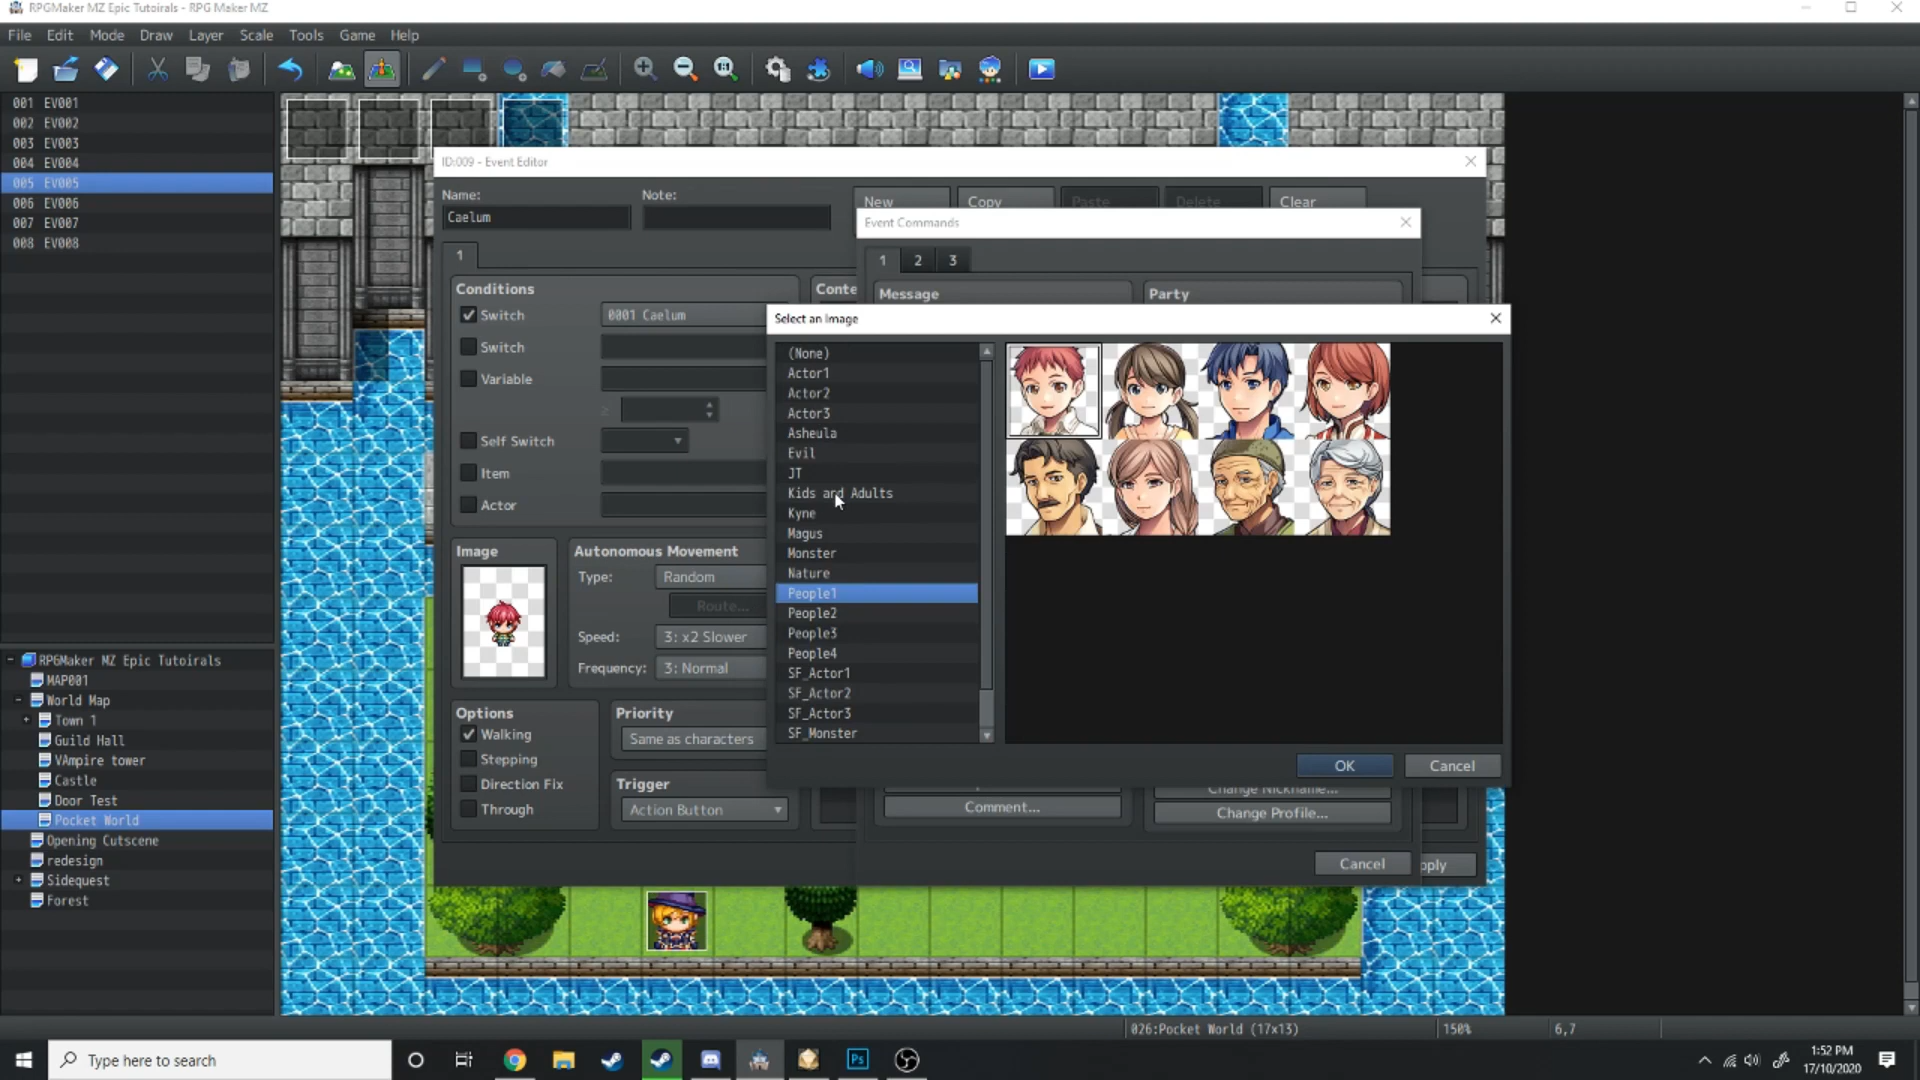 RPGMaker MZ Epic Tutoirals - RPG Maker MZ
File Edit Mode Draw Layer Scale Tools Game Help
001 EV001
002 EV002
003 EV003
004 EV004
005 EV005
006 EV006
007 EV007
008 EV008
RPGMaker MZ Epic Tutoirals
MAP001
World Map
Town 1
Guild Hall
VAmpire tower
Castle
Door Test
Pocket World
Opening Cutscene
redesign
Sidequest
Forest
ID:009 - Event Editor
Name:
Note:
Caelum
New Copy Paste Delete Clear
1
Conditions
Switch 0001 Caelum
Switch
Variable
≥
Self Switch
Item
Actor
Image
Autonomous Movement
Type: Random
Route...
Speed: 3: x2 Slower
Frequency: 3: Normal
Options
Walking
Stepping
Direction Fix
Through
Priority
Same as characters
Trigger
Action Button
Conte
Event Commands
1 2 3
Message
Party
Select an Image
(None)
Actor1
Actor2
Actor3
Asheula
Evil
JT
Kids and Adults
Kyne
Magus
Monster
Nature
People1
People2
People3
People4
SF_Actor1
SF_Actor2
SF_Actor3
SF_Monster
OK Cancel
Change Nickname...
Comment...
Change Profile...
Cancel
pply
026:Pocket World (17x13)
150%
6,7
Type here to search
Ps
1:52 PM
17/10/2020